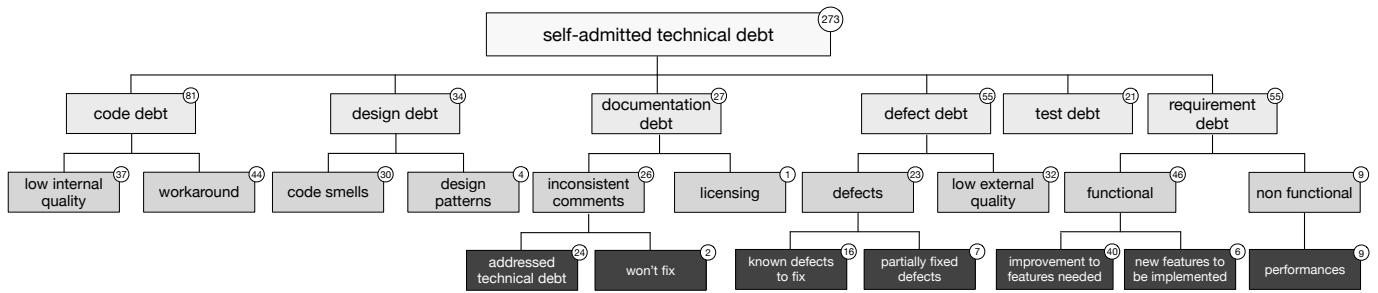 273
self-admitted technical debt
81
code debt
34
design debt
27
documentation
debt
55
defect debt
21
test debt
55
requirement
debt
37
low internal
quality
44
workaround
30
code smells
4
design
patterns
26
inconsistent
comments
1
licensing
23
defects
32
low external
quality
46
functional
9
non functional
24
addressed
technical debt
2
won't fix
16
known defects
to fix
7
partially fixed
defects
40
improvement to
features needed
6
new features to
be implemented
9
performances